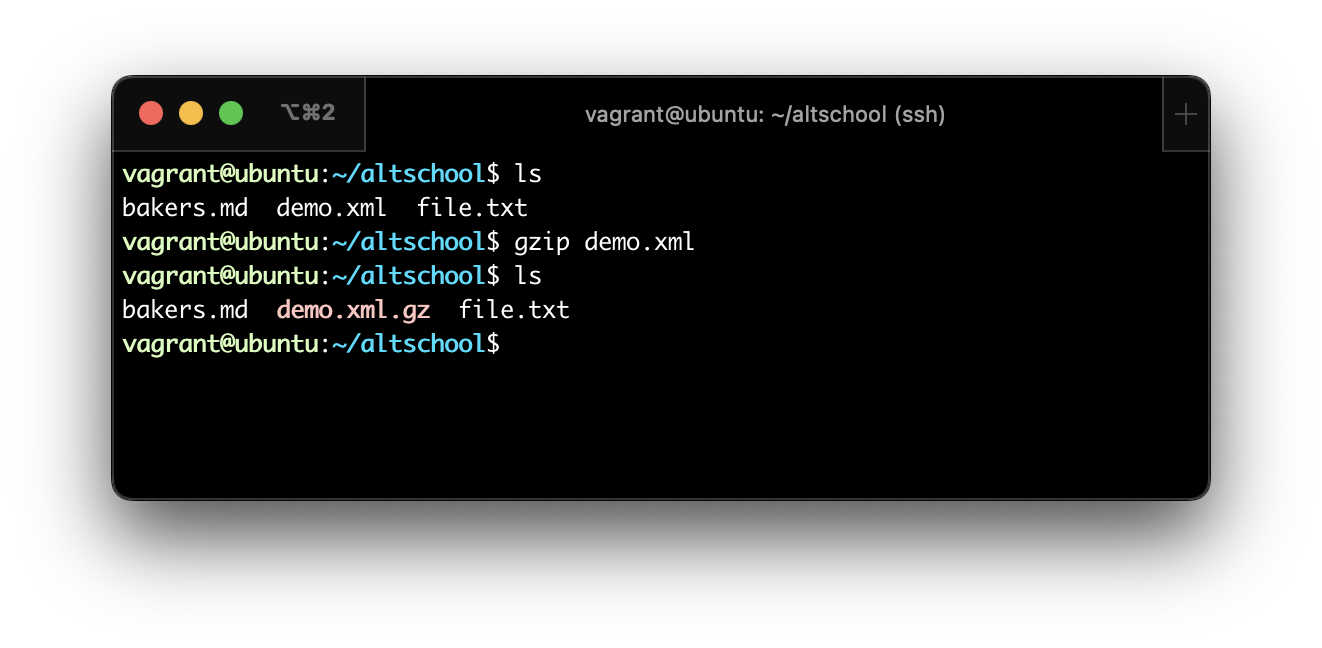 ⌥⌘2
vagrant@ubuntu: ~/altschool (ssh)
vagrant@ubuntu:~/altschool$ ls
bakers.md  demo.xml  file.txt
vagrant@ubuntu:~/altschool$ gzip demo.xml
vagrant@ubuntu:~/altschool$ ls
bakers.md  demo.xml.gz  file.txt
vagrant@ubuntu:~/altschool$